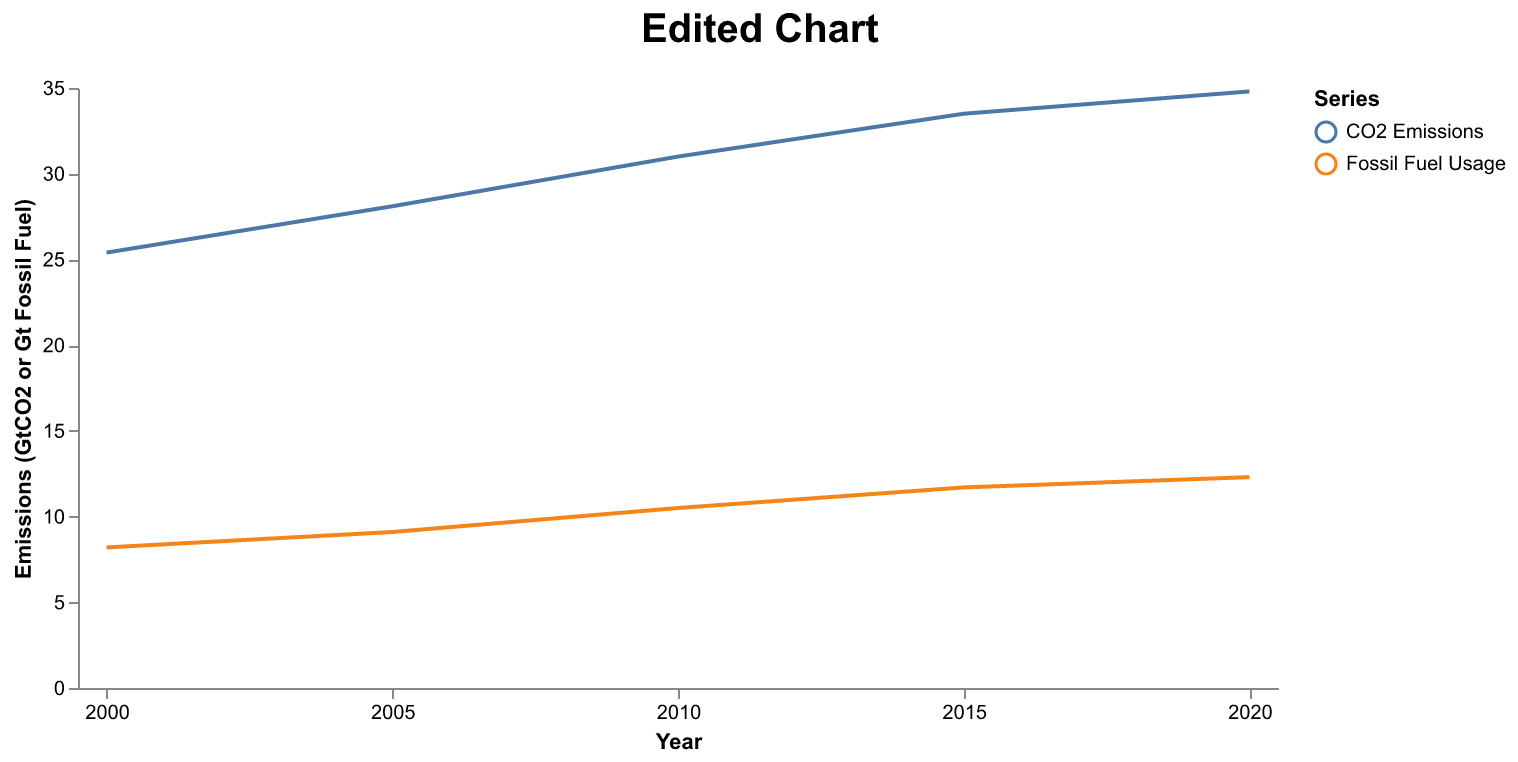 Edited Chart
Emissions (GtCO2 or Gt Fossil Fuel)
35
30
25
20
15
10
5
0
2000 2005 2010 2015 2020
Year
Series
CO2 Emissions
Fossil Fuel Usage